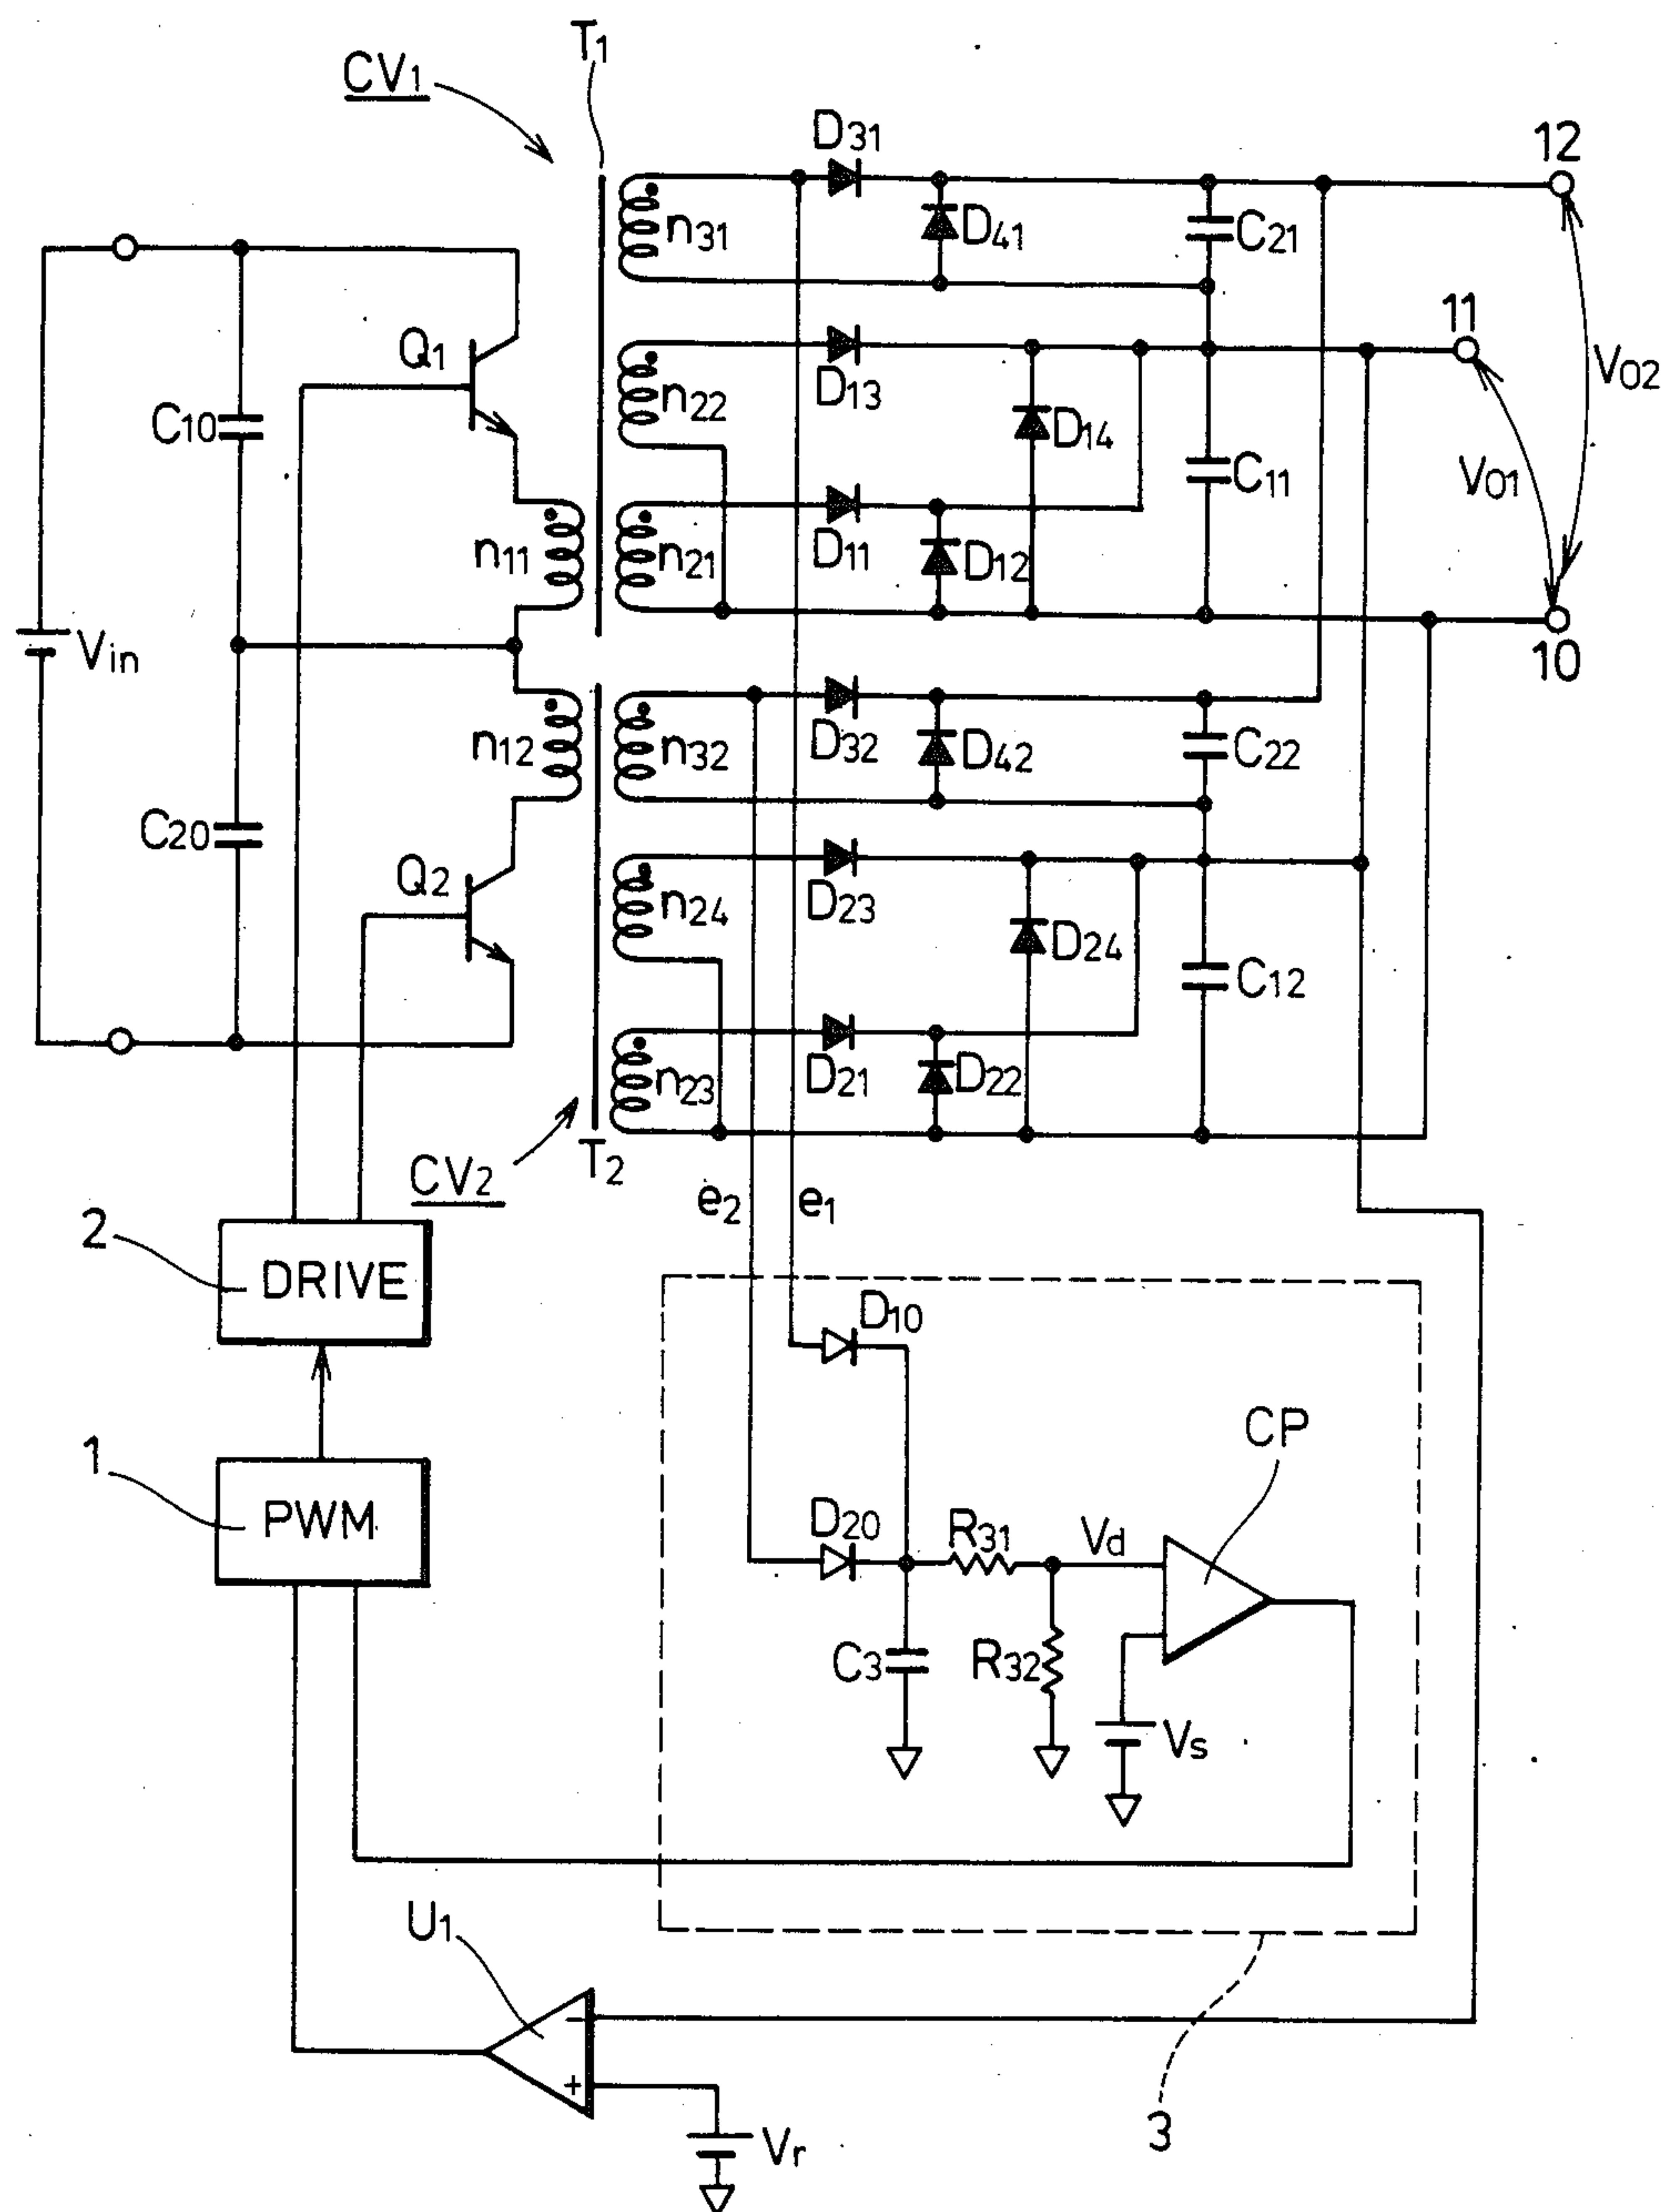 T1
CV1
D31
12
n31
D41
C21
11
Q1
n22
D13
D14
VO2
C10
C11
VO1
n11
n21
D11
D12
Vin
10
n12
n32
D32
D42
C22
C20
Q2
n24
D23
D24
C12
n23
D21
D22
CV2
T2
e2
e1
2
DRIVE
D10
1
PWM
CP
D20
R31
Vd
C3
R32
Vs
U1
−
+
Vr
3